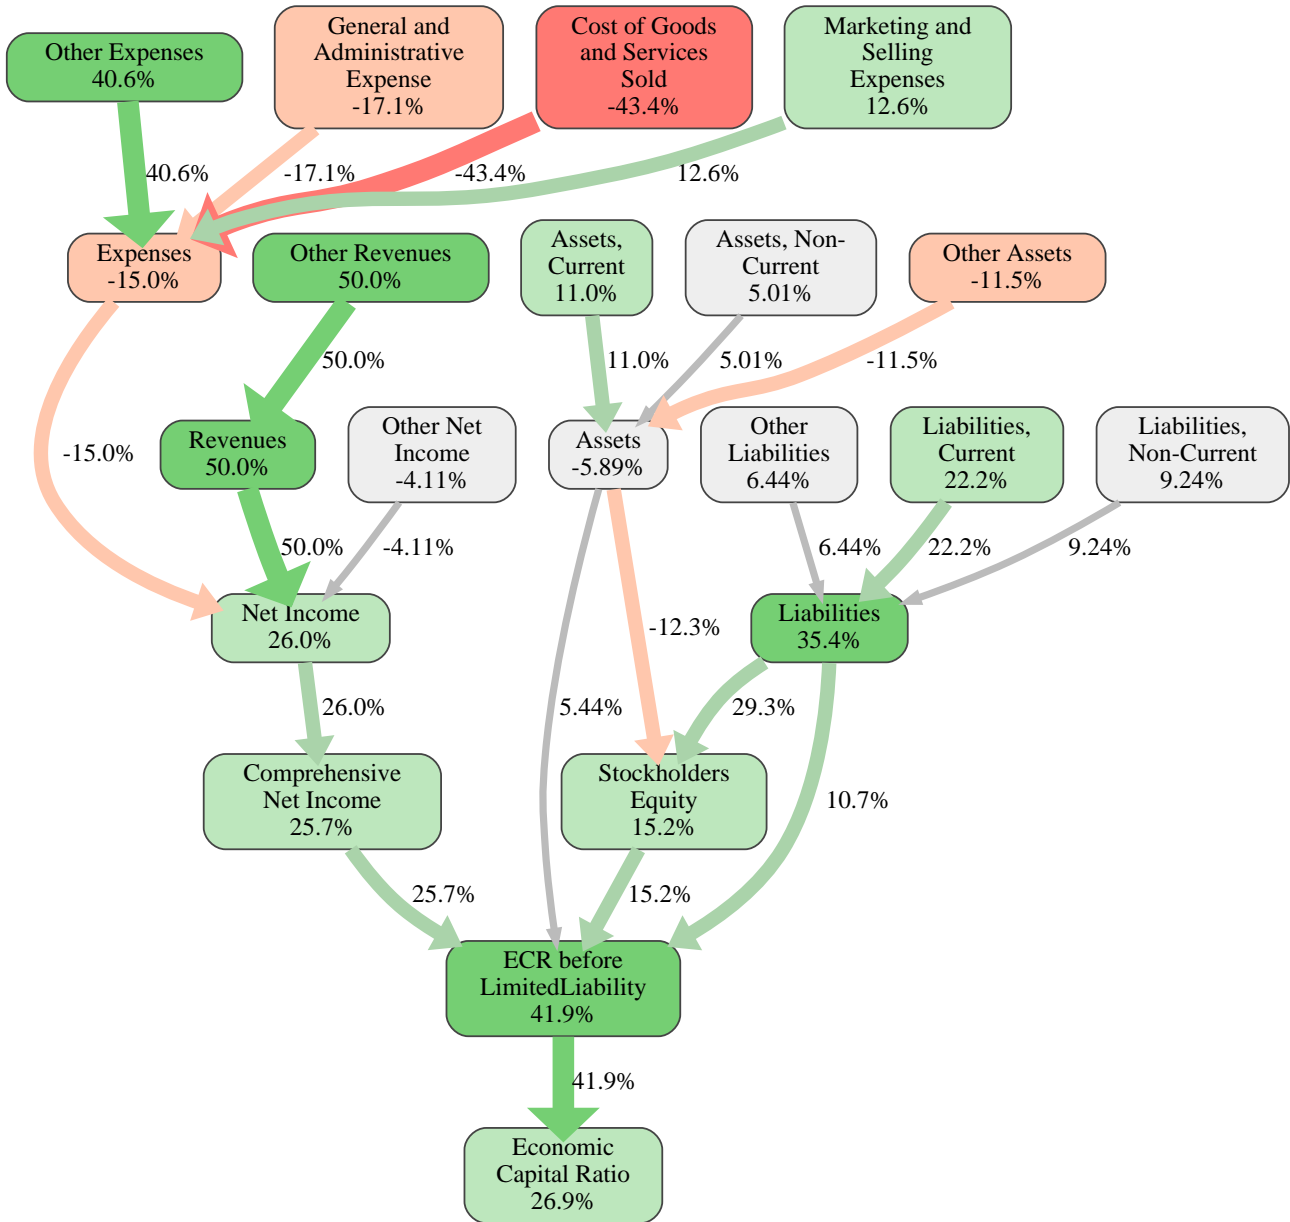 Other Expenses
40.6%
General and
Administrative
Expense
-17.1%
Cost of Goods
and Services
Sold
-43.4%
Marketing and
Selling
Expenses
12.6%
40.6%
-17.1%
-43.4%
12.6%
Expenses
-15.0%
Other Revenues
50.0%
Assets,
Current
11.0%
Assets, Non-
Current
5.01%
Other Assets
-11.5%
50.0%
11.0%
5.01%
-11.5%
-15.0%
Revenues
50.0%
Other Net
Income
-4.11%
Assets
-5.89%
Other
Liabilities
6.44%
Liabilities,
Current
22.2%
Liabilities,
Non-Current
9.24%
50.0%
-4.11%
6.44%
22.2%
9.24%
Net Income
26.0%
-12.3%
Liabilities
35.4%
26.0%
5.44%
29.3%
Comprehensive
Net Income
25.7%
Stockholders
Equity
15.2%
10.7%
25.7%
15.2%
ECR before
LimitedLiability
41.9%
41.9%
Economic
Capital Ratio
26.9%